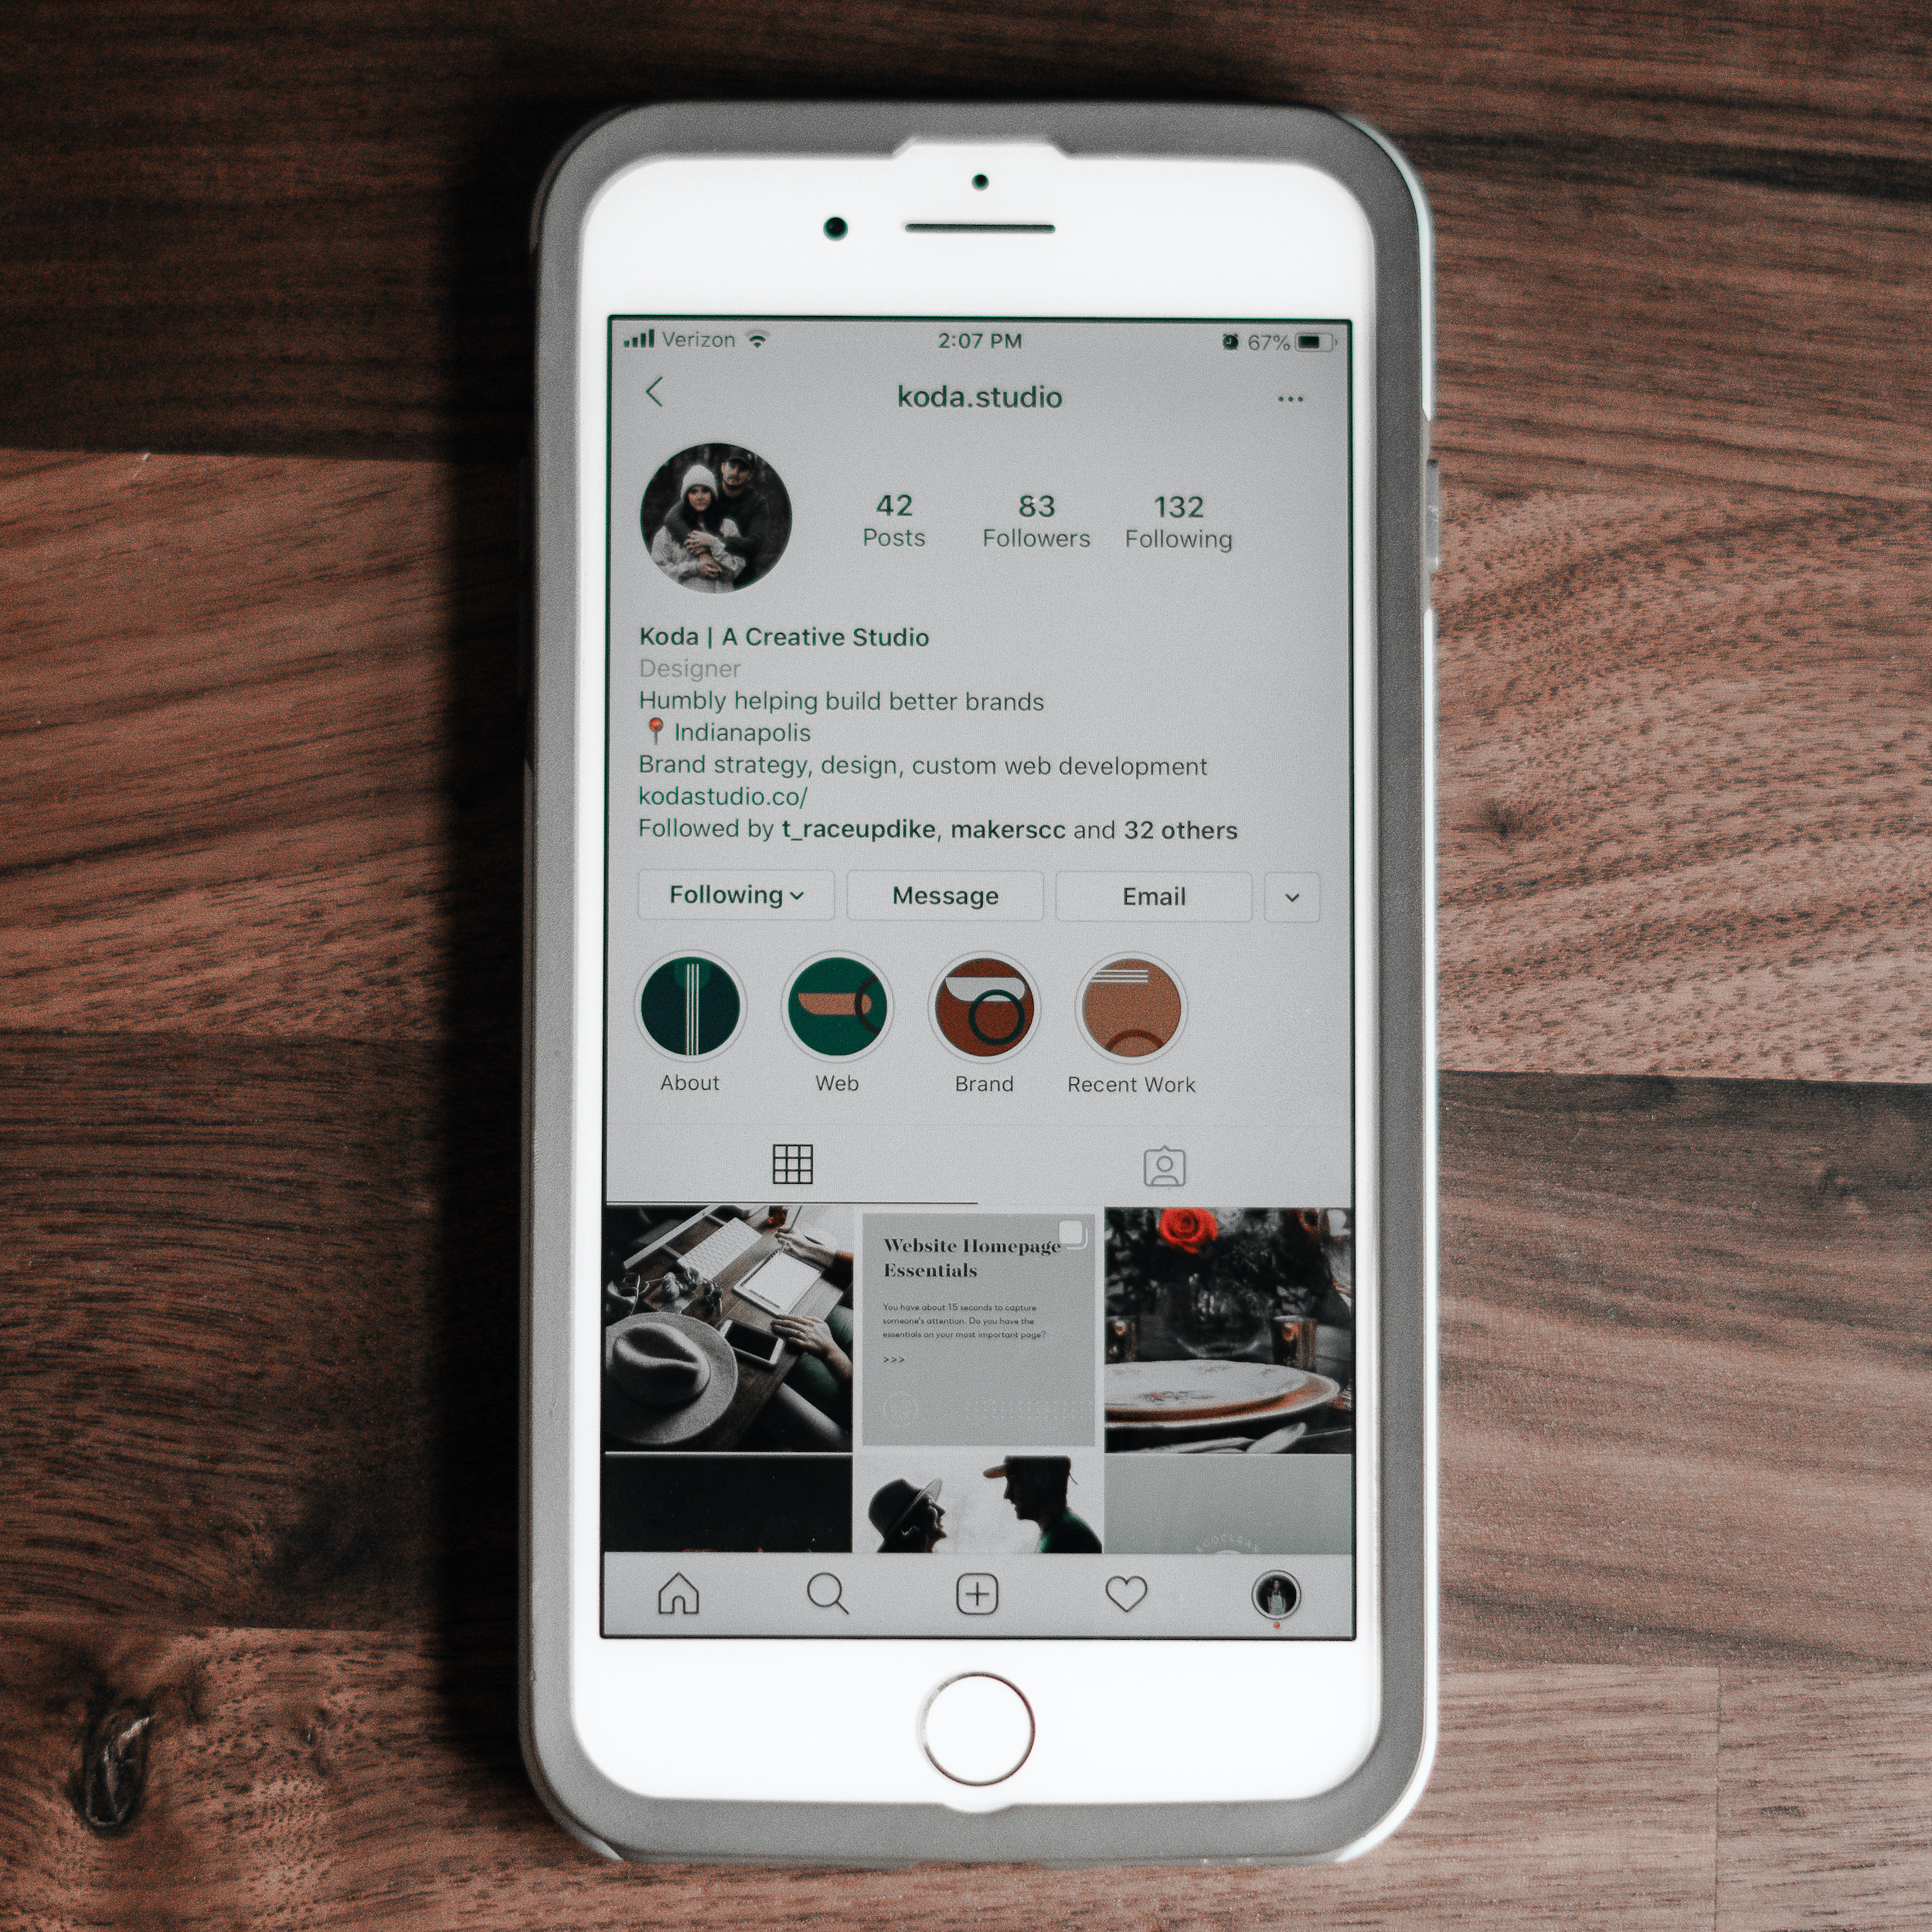 Verizon 2:07 PM 67%
koda.studio
42 83 132
Posts Followers Following
Koda | A Creative Studio
Designer
Humbly helping build better brands
Indianapolis
Brand strategy, design, custom web development
kodastudio.co/
Followed by t_raceupdike, makerscc and 32 others
Following Message Email
About Web Brand Recent Work
Website Homepage
Essentials
You have about 15 seconds to capture
someone's attention. Do you have the
essentials on your most important page?
>>>